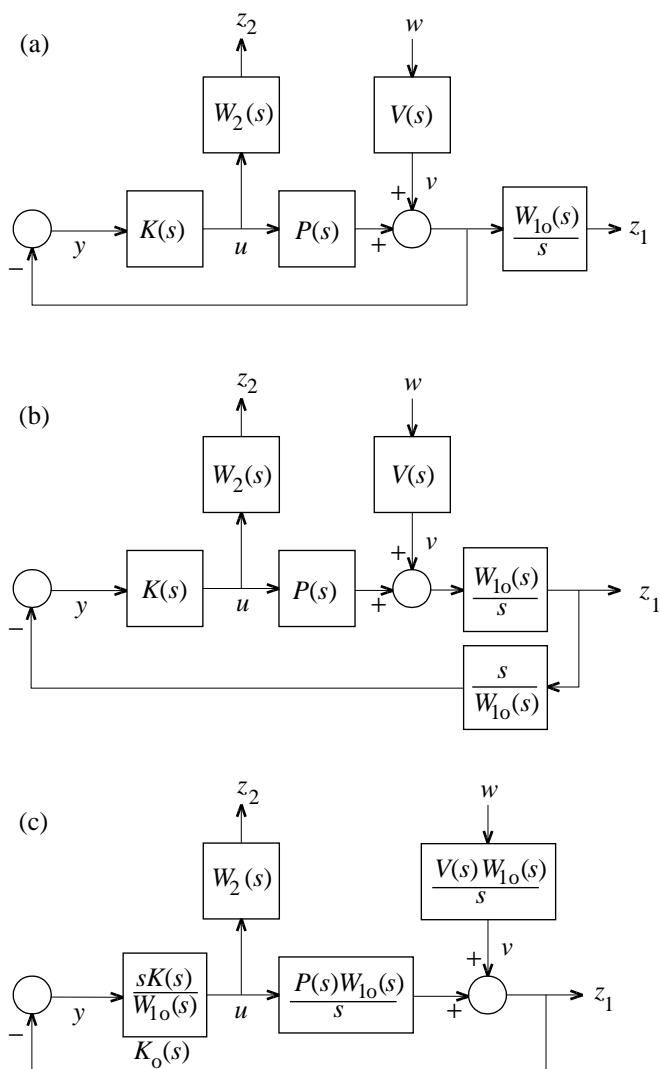 (a)
z2
w
W2(s)
V(s)
+ v
K(s)
P(s)
W1o(s)
s
z1
− y u +
(b)
z2
w
W2(s)
V(s)
+ v
K(s)
P(s)
W1o(s)
s
z1
− y u +
s
W1o(s)
(c)
z2
w
W2(s)
V(s)W1o(s)
s
+ v
sK(s)
W1o(s)
P(s)W1o(s)
s
z1
− y u +
Ko(s)